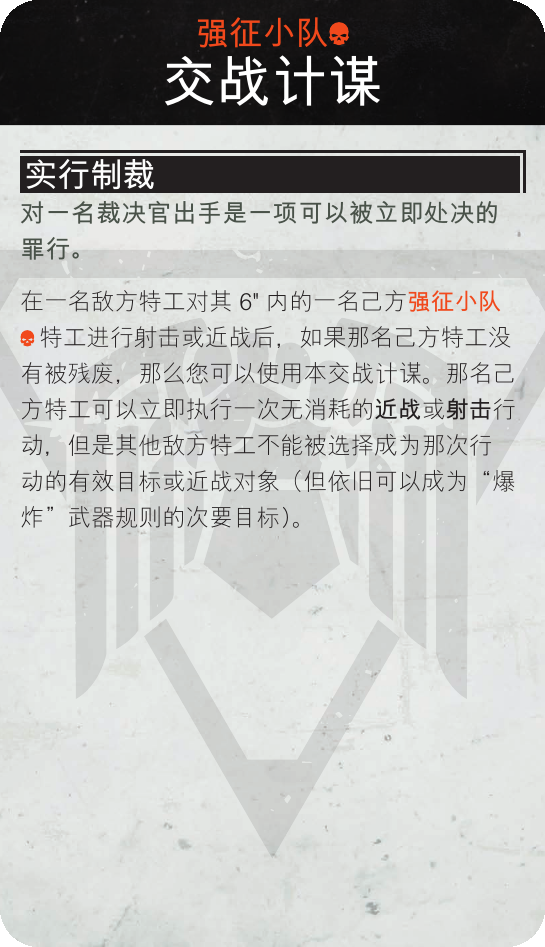 强征小队
交战计谋
实行制裁
对一名裁决官出手是一项可以被立即处决的
罪行。
在一名敌方特工对其 6" 内的一名己方强征小队
特工进行射击或近战后，如果那名己方特工没
有被残废，那么您可以使用本交战计谋。那名己
方特工可以立即执行一次无消耗的近战或射击行
动，但是其他敌方特工不能被选择成为那次行
动的有效目标或近战对象（但依旧可以成为“爆
炸”武器规则的次要目标）。